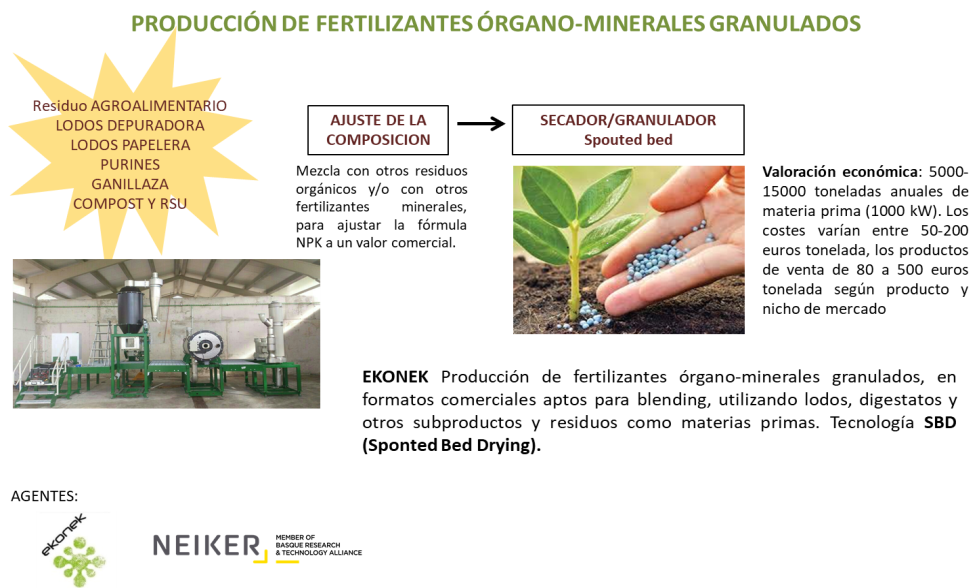 PRODUCCIÓN DE FERTILIZANTES ÓRGANO-MINERALES GRANULADOS
Residuo AGROALIMENTARIO
LODOS DEPURADORA
LODOS PAPELERA
PURINES
GANILLAZA
COMPOST Y RSU
AJUSTE DE LA
COMPOSICION
Mezcla con otros residuos
orgánicos y/o con otros
fertilizantes minerales,
para ajustar la fórmula
NPK a un valor comercial.
SECADOR/GRANULADOR
Spouted bed
Valoración económica: 5000-
15000 toneladas anuales de
materia prima (1000 kW). Los
costes varían entre 50-200
euros tonelada, los productos
de venta de 80 a 500 euros
tonelada según producto y
nicho de mercado
EKONEK Producción de fertilizantes órgano-minerales granulados, en
formatos comerciales aptos para blending, utilizando lodos, digestatos y
otros subproductos y residuos como materias primas. Tecnología SBD
(Sponted Bed Drying).
AGENTES:
ekonek
NEIKER
MEMBER OF
BASQUE RESEARCH
& TECHNOLOGY ALLIANCE